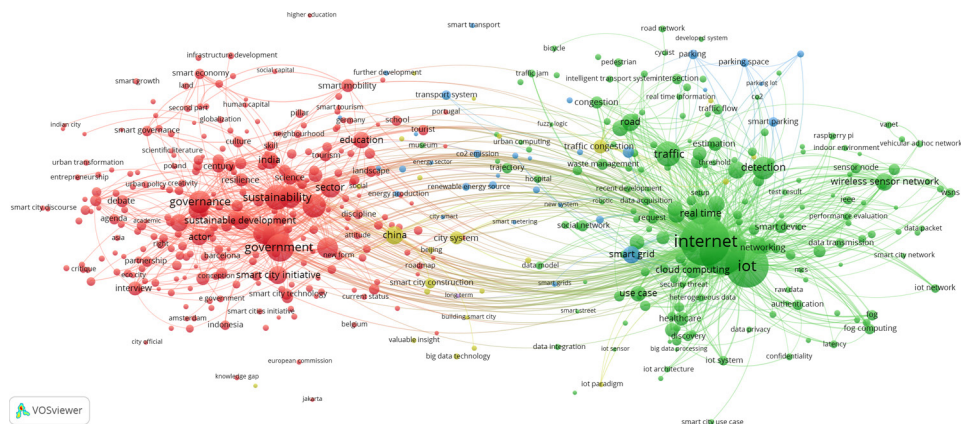 higher education
smart transport
road network
developed system
cyclist
parking
bicycle
pedestrian
parking space
infrastructure development
smart economy
social capital
further development
smart mobility
traffic jam
intelligent transport system
intersection
parking lot
smart growth
land
transport system
real time information
co2
second part
human capital
pillar
smart tourism
portugal
congestion
traffic flow
indian city
globalization
germany
school
fuzzy logic
road
smart parking
vanet
smart governance
culture
skill
neighbourhood
tourist
education
museum
urban computing
traffic congestion
estimation
raspberry pi
indoor environment
vehicular ad hoc network
scientific literature
poland
century
india
tourism
co2 emission
traffic
urban transformation
resilience
science
landscape
energy sector
trajectory
waste management
threshold
detection
sensor node
entrepreneurship
urban policy
creativity
sector
social
energy production
renewable energy source
hospital
recent development
setup
test result
wireless sensor network
wsns
debate
governance
sustainability
robotic
data acquisition
ieee
smart city discourse
agenda
academic
sustainable development
discipline
city smart
new system
smart metering
request
real time
performance evaluation
data packet
asia
right
actor
attitude
china
city system
social network
smart device
critique
partnership
barcelona
government
new form
beijing
internet
networking
data transmission
smart city network
eco city
conception
smart city initiative
roadmap
data model
smart grid
cloud computing
iot
mcs
interview
e government
smart city technology
smart city construction
smart grids
security threat
raw data
iot network
smart cities initiative
current status
long term
use case
heterogeneous data
authentication
amsterdam
indonesia
belgium
building smart city
smart street
healthcare
discovery
data privacy
fog
fog computing
city official
valuable insight
data integration
iot sensor
big data processing
latency
european commission
big data technology
iot architecture
iot system
confidentiality
knowledge gap
iot paradigm
jakarta
VOSviewer
smart city use case